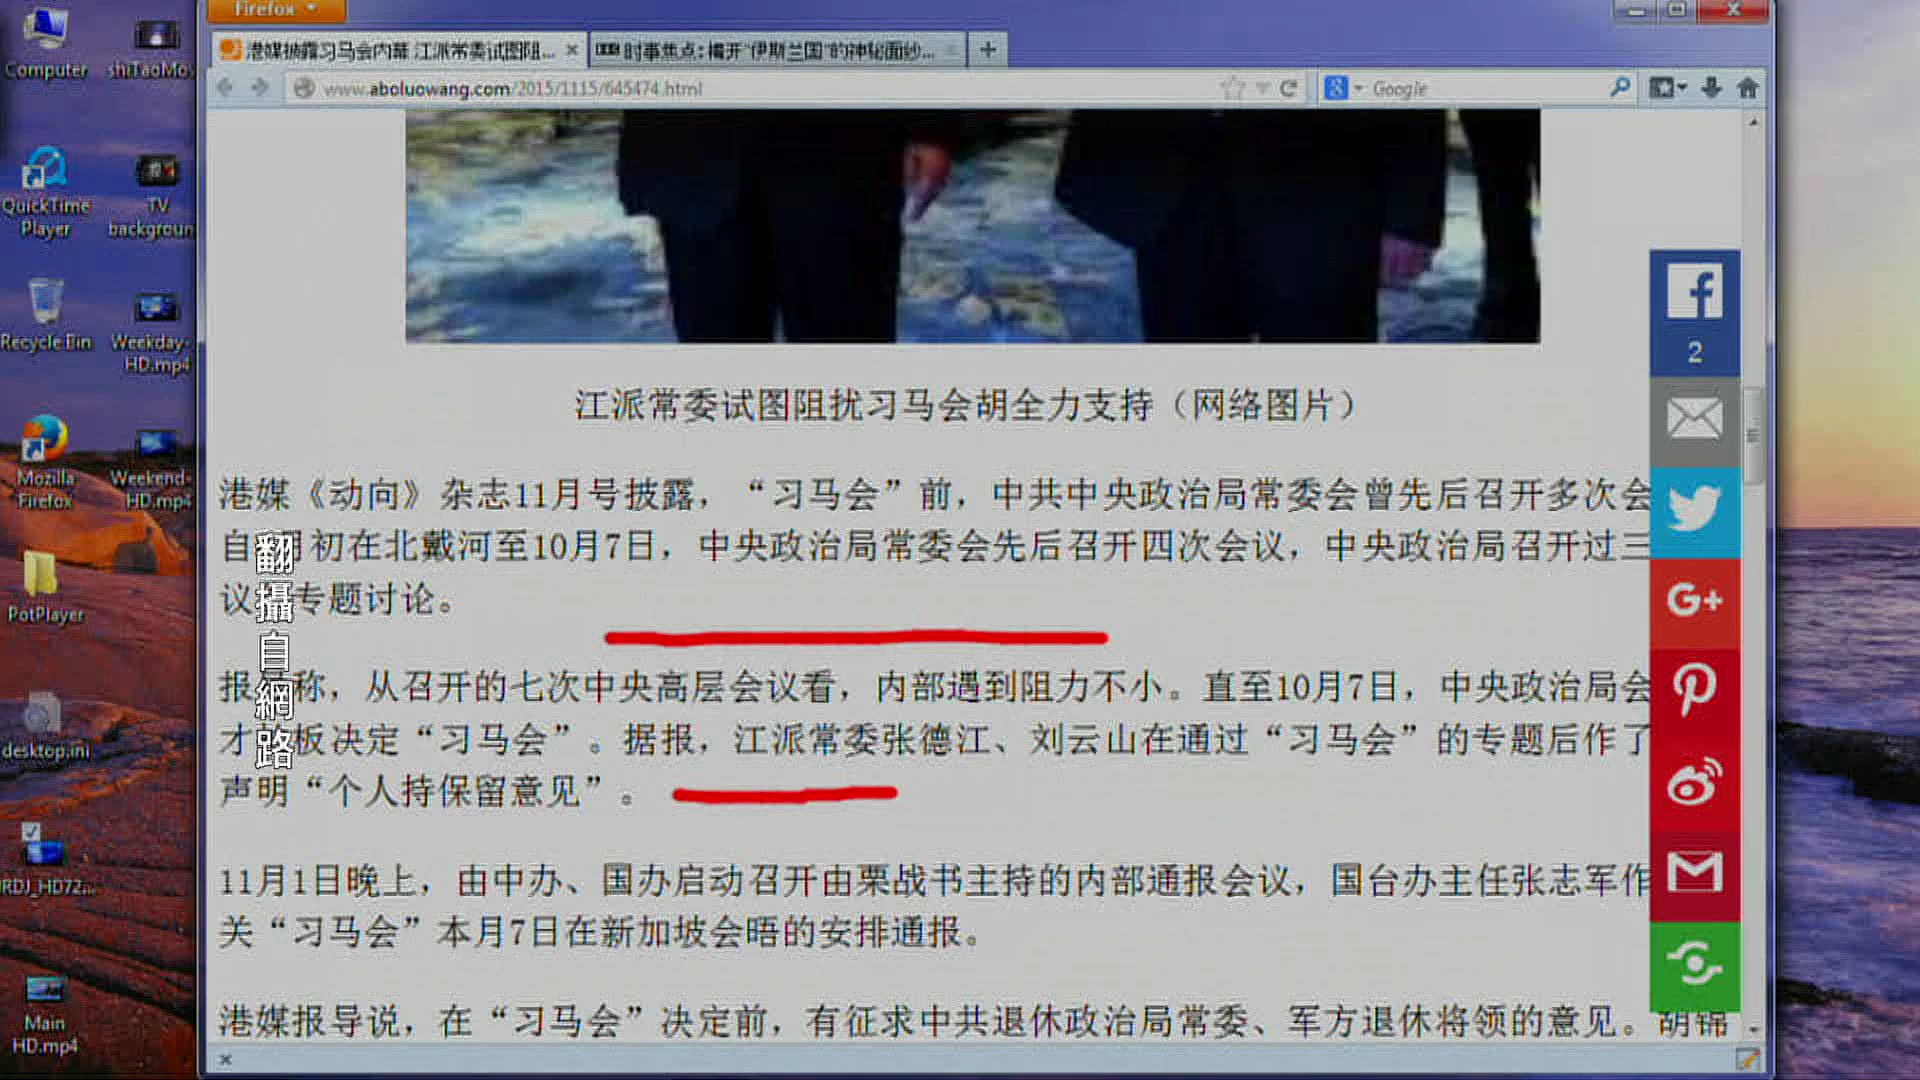 Firefox
港媒披露习马会内幕 江派常委试图阻...
BBC 时事焦点：揭开"伊斯兰国"的神秘面纱...
www.aboluowang.com/2015/1115/645474.html
Google
Computer
shiTaoMo
QuickTime Player
TV backgroun
Recycle Bin
Weekday-HD.mp4
Mozilla Firefox
Weekend-HD.mp4
PotPlayer
desktop.ini
RDJ_HD72...
Main HD.mp4
江派常委试图阻扰习马会胡全力支持（网络图片）
港媒《动向》杂志11月号披露，“习马会”前，中共中央政治局常委会曾先后召开多次会
自 月初在北戴河至10月7日，中央政治局常委会先后召开四次会议，中央政治局召开过三
议 专题讨论。
报 称，从召开的七次中央高层会议看，内部遇到阻力不小。直至10月7日，中央政治局会
才 板决定“习马会”。据报，江派常委张德江、刘云山在通过“习马会”的专题后作了
声明“个人持保留意见”。
11月1日晚上，由中办、国办启动召开由栗战书主持的内部通报会议，国台办主任张志军作
关“习马会”本月7日在新加坡会晤的安排通报。
港媒报导说，在“习马会”决定前，有征求中共退休政治局常委、军方退休将领的意见。胡锦
翻攝自網路
2
G+